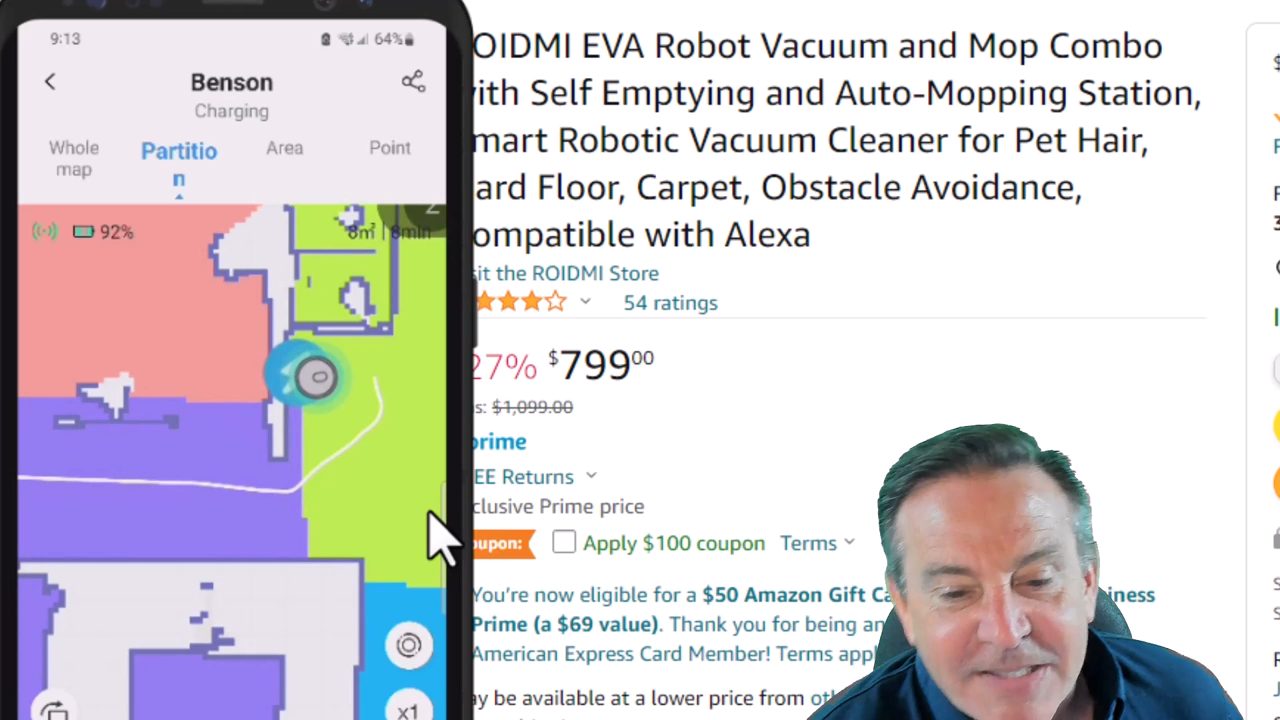 9:13
64%
Benson
Charging
Whole
map
Partitio
n
Area
Point
92%
8m² | 8min
x1
OIDMI EVA Robot Vacuum and Mop Combo
ith Self Emptying and Auto-Mopping Station,
mart Robotic Vacuum Cleaner for Pet Hair,
ard Floor, Carpet, Obstacle Avoidance,
ompatible with Alexa
sit the ROIDMI Store
54 ratings
27% $79900
s: $1,099.00
prime
EE Returns
clusive Prime price
oupon: Apply $100 coupon Terms
You're now eligible for a $50 Amazon Gift Ca iness
Prime (a $69 value). Thank you for being an
American Express Card Member! Terms appl
ay be available at a lower price from